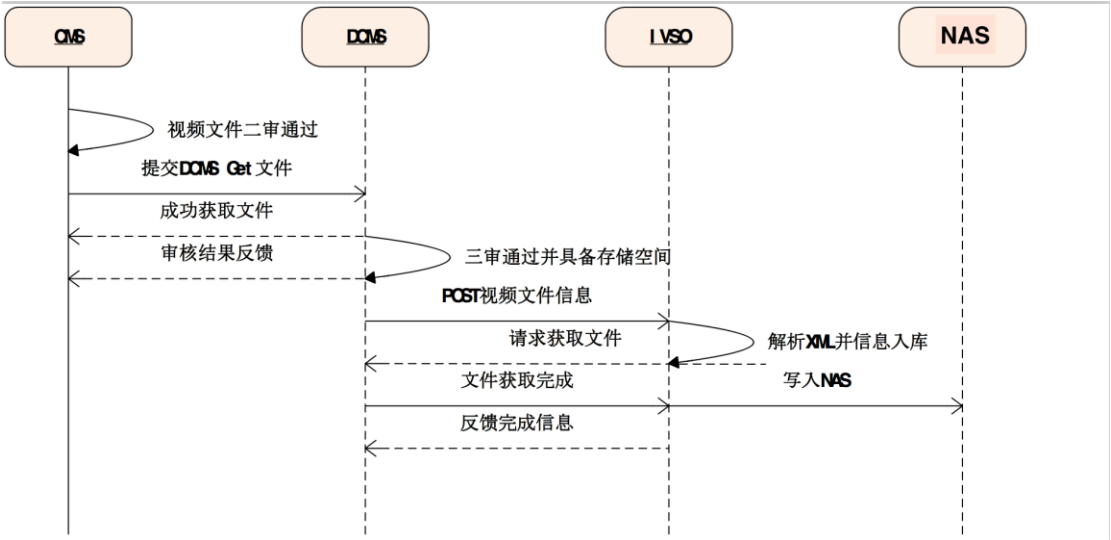 CMS
DCMS
IVSO
NAS
视频文件二审通过
提交DCMS Get 文件
成功获取文件
审核结果反馈
三审通过并具备存储空间
POST视频文件信息
请求获取文件
解析XML并信息入库
文件获取完成
写入NAS
反馈完成信息